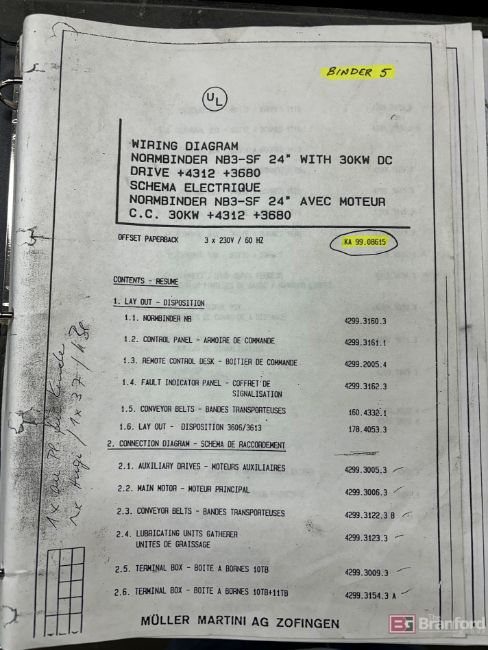 BINDER 5
UL
WIRING DIAGRAM
NORMBINDER NB3-SF 24" WITH 30KW DC
DRIVE +4312 +3680
SCHEMA ELECTRIQUE
NORMBINDER NB3-SF 24" AVEC MOTEUR
C.C. 30KW +4312 +3680
OFFSET PAPERBACK 3 x 230V / 60 HZ KA 99.08615
CONTENTS - RESUME
1. LAY OUT - DISPOSITION
1.1. NORMBINDER NB 4299.3160.3
1.2. CONTROL PANEL - ARMOIRE DE COMMANDE 4299.3161.1
1.3. REMOTE CONTROL DESK - BOITIER DE COMMANDE 4299.2005.4
1.4. FAULT INDICATOR PANEL - COFFRET DE
SIGNALISATION 4299.3162.3
1.5. CONVEYOR BELTS - BANDES TRANSPORTEUSES 160.4332.1
1.6. LAY OUT - DISPOSITION 3606/3613 178.4053.3
2. CONNECTION DIAGRAM - SCHEMA DE RACCORDEMENT
2.1. AUXILIARY DRIVES - MOTEURS AUXILIAIRES 4299.3005.3
2.2. MAIN MOTOR - MOTEUR PRINCIPAL 4299.3006.3
2.3. CONVEYOR BELTS - BANDES TRANSPORTEUSES 4299.3122.3 B
2.4. LUBRICATING UNITS GATHERER 4299.3123.3
UNITES DE GRAISSAGE
2.5. TERMINAL BOX - BOITE A BORNES 10TB 4299.3009.3
2.6. TERMINAL BOX - BOITE A BORNES 10TB+11TB 4299.3154.3 A
MÜLLER MARTINI AG ZOFINGEN
BG Branford